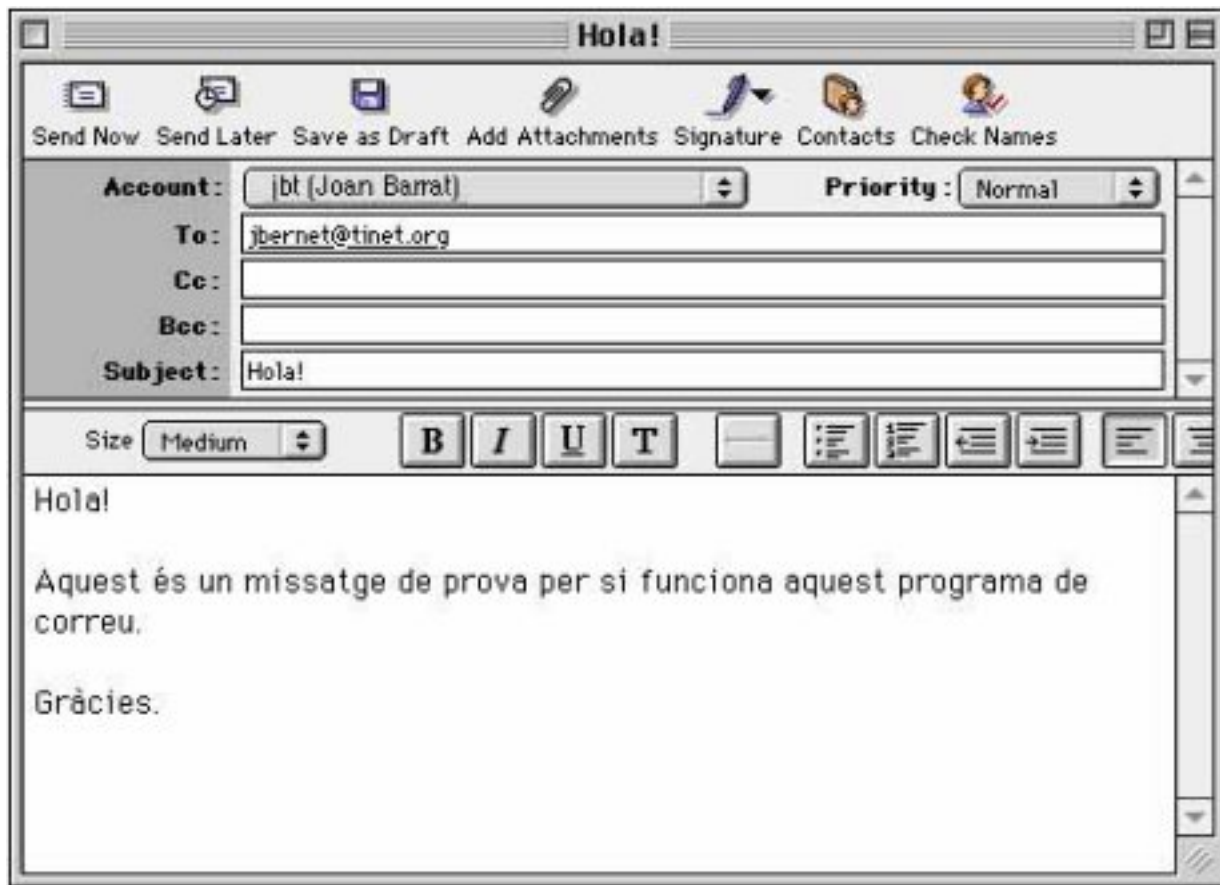 Hola!
Send Now Send Later Save as Draft Add Attachments Signature Contacts Check Names
Account: jbt (Joan Barrat) Priority: Normal
To: jbernet@tinet.org
Cc:
Bcc:
Subject: Hola!
Size Medium B I U T
Hola!
Aquest és un missatge de prova per si funciona aquest programa de
correu.
Gràcies.